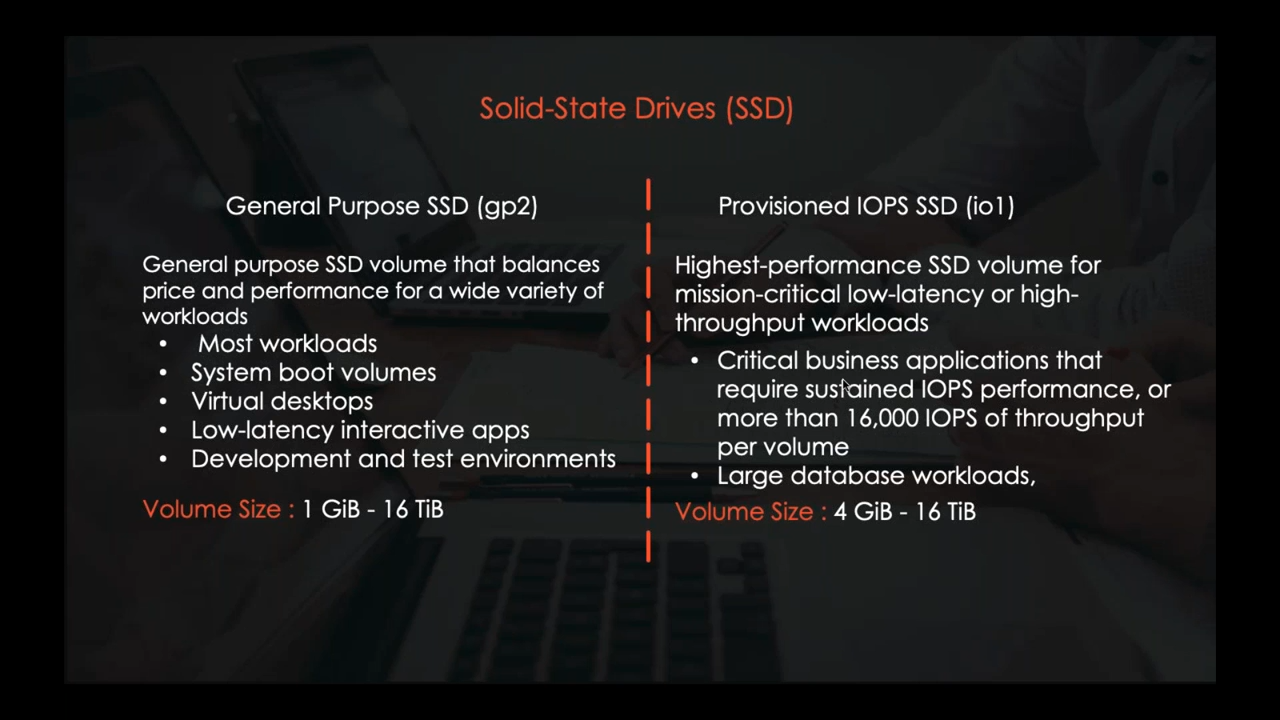 Solid-State Drives (SSD)
General Purpose SSD (gp2)
General purpose SSD volume that balances
price and performance for a wide variety of
workloads
• Most workloads
• System boot volumes
• Virtual desktops
• Low-latency interactive apps
• Development and test environments
Volume Size : 1 GiB - 16 TiB
Provisioned IOPS SSD (io1)
Highest-performance SSD volume for
mission-critical low-latency or high-
throughput workloads
• Critical business applications that
require sustained IOPS performance, or
more than 16,000 IOPS of throughput
per volume
• Large database workloads,
Volume Size : 4 GiB - 16 TiB